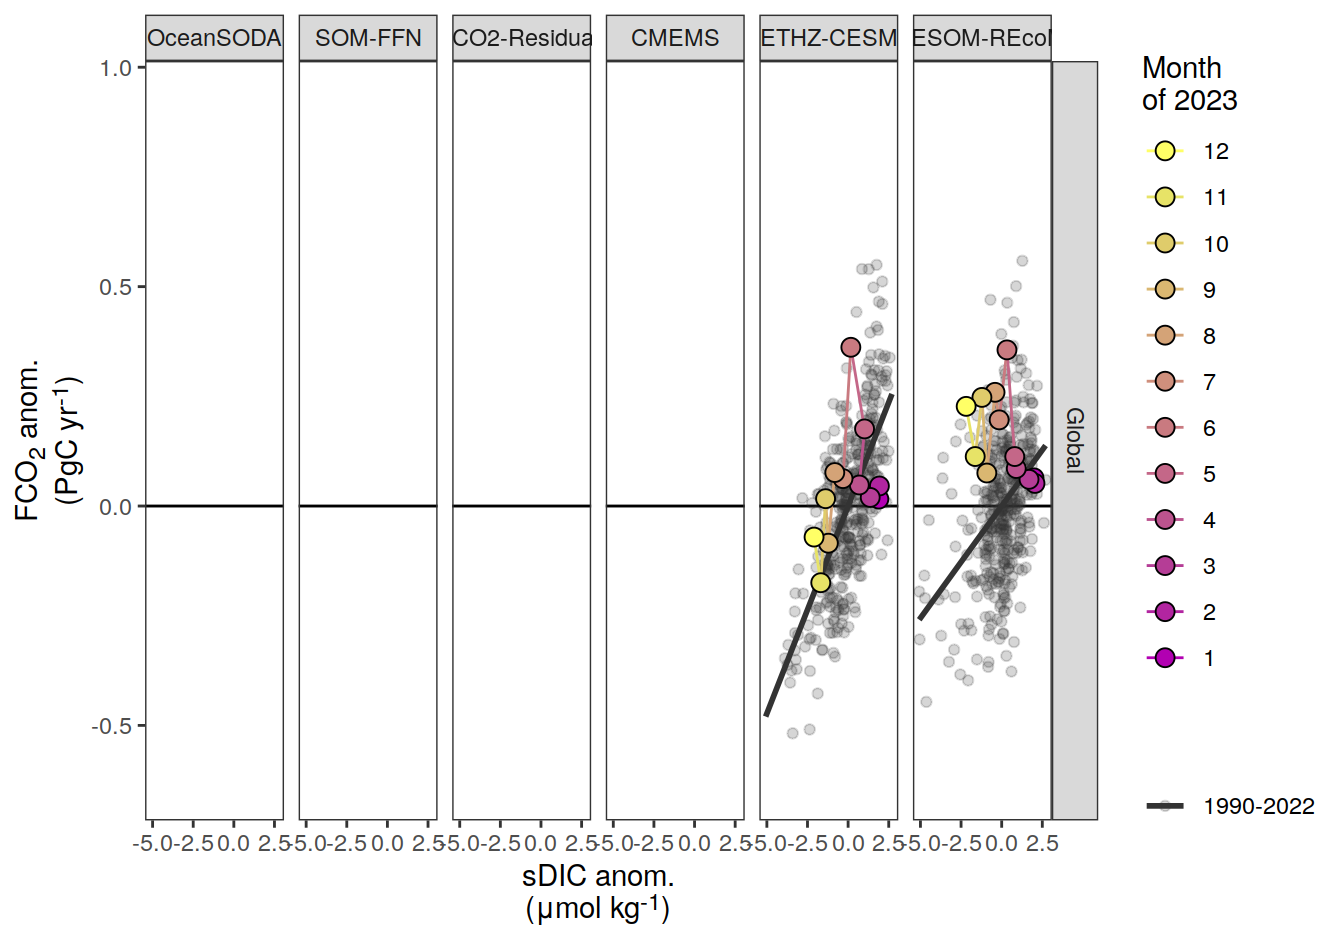 OceanSODA SOM-FFN CO2-Residua CMEMS ETHZ-CESM ESOM-REcoM
Global
1.0
0.5
0.0
-0.5
FCO2 anom.
(PgC yr-1)
-5.0 -2.5 0.0 2.5 -5.0 -2.5 0.0 2.5 -5.0 -2.5 0.0 2.5 -5.0 -2.5 0.0 2.5 -5.0 -2.5 0.0 2.5 -5.0 -2.5 0.0 2.5
sDIC anom.
(µmol kg-1)
Month
of 2023
12
11
10
9
8
7
6
5
4
3
2
1
1990-2022